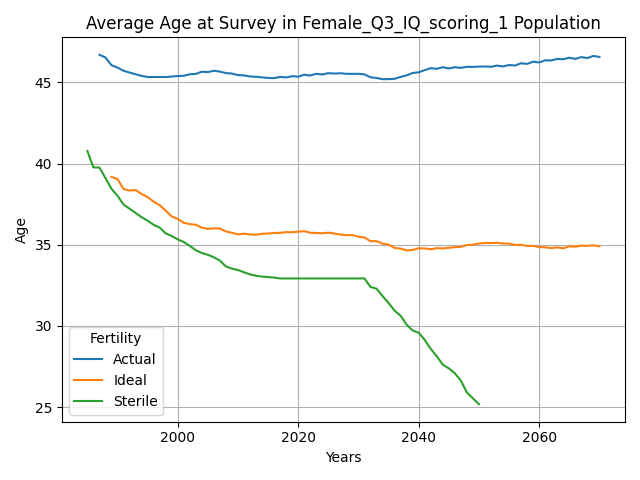 Average Age at Survey in Female_Q3_IQ_scoring_1 Population
45
40
35
30
25
Age
Fertility
Actual
Ideal
Sterile
2000
2020
2040
2060
Years